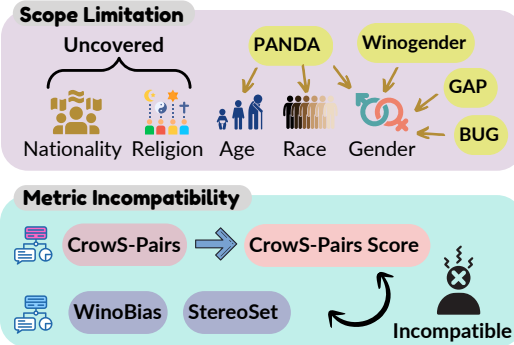 Scope Limitation
Uncovered
PANDA
Winogender
GAP
BUG
Nationality Religion Age Race Gender
Metric Incompatibility
CrowS-Pairs CrowS-Pairs Score
WinoBias StereoSet
Incompatible